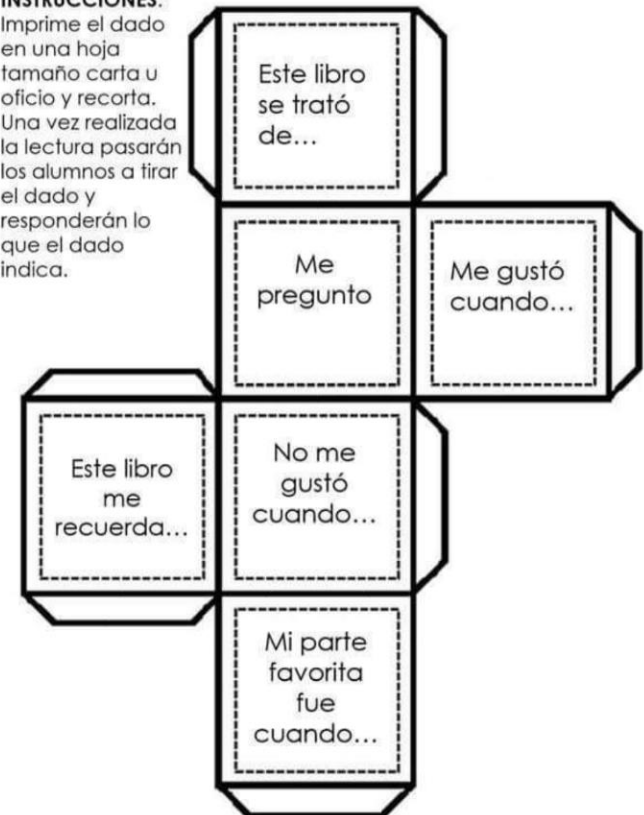 INSTRUCCIONES:
Imprime el dado
en una hoja
tamaño carta u
oficio y recorta.
Una vez realizada
la lectura pasarán
los alumnos a tirar
el dado y
responderán lo
que el dado
indica.
Este libro
se trató
de...
Me
pregunto
Me gustó
cuando...
Este libro
me
recuerda...
No me
gustó
cuando...
Mi parte
favorita
fue
cuando...